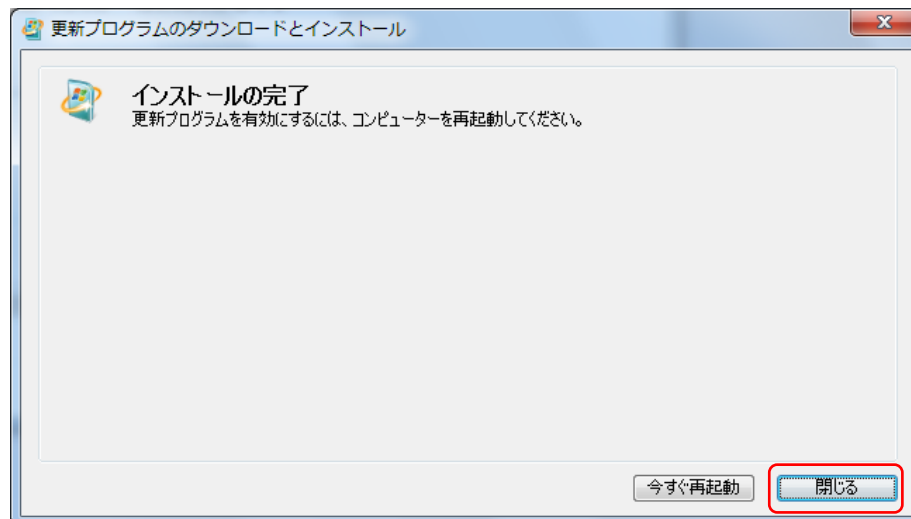 更新プログラムのダウンロードとインストール
インストールの完了
更新プログラムを有効にするには、コンピューターを再起動してください。
今すぐ再起動
閉じる